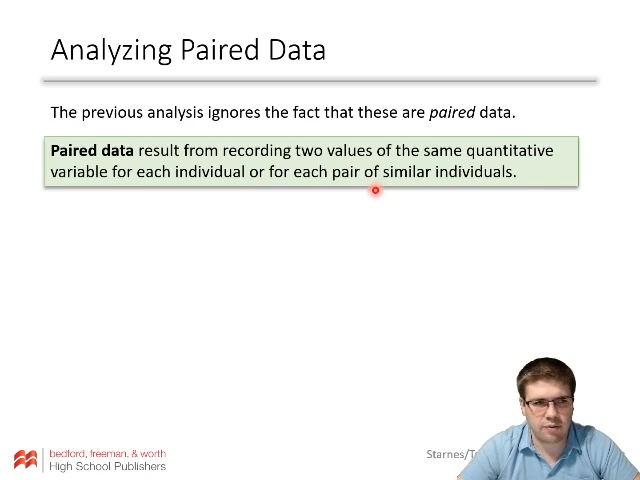 Analyzing Paired Data
The previous analysis ignores the fact that these are paired data.
Paired data result from recording two values of the same quantitative
variable for each individual or for each pair of similar individuals.
bedford, freeman, & worth
High School Publishers
Starnes/